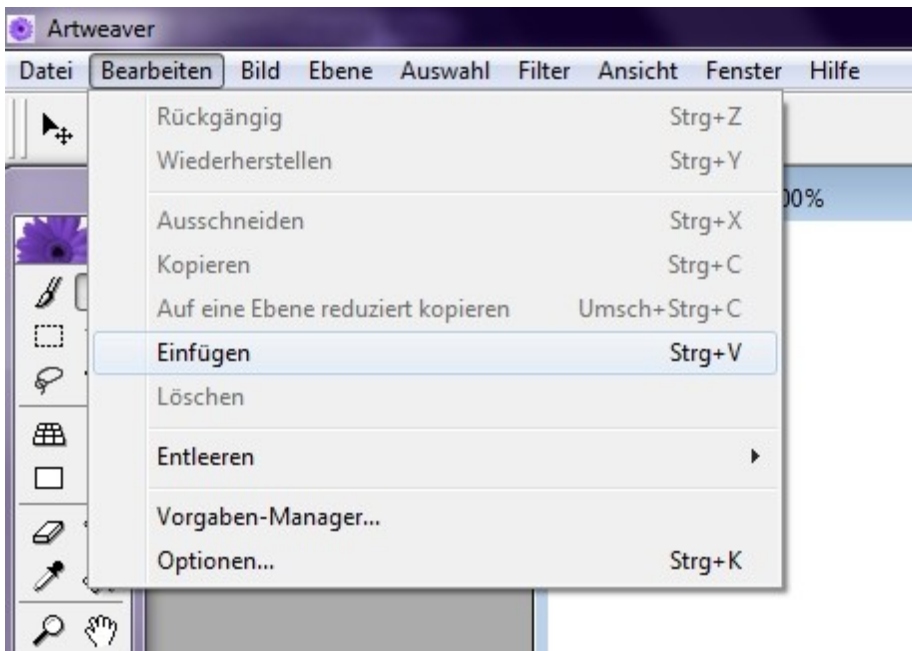 Artweaver
Datei Bearbeiten Bild Ebene Auswahl Filter Ansicht Fenster Hilfe
Rückgängig Strg+Z
Wiederherstellen Strg+Y
Ausschneiden Strg+X
Kopieren Strg+C
Auf eine Ebene reduziert kopieren Umsch+Strg+C
Einfügen Strg+V
Löschen
Entleeren
Vorgaben-Manager...
Optionen... Strg+K